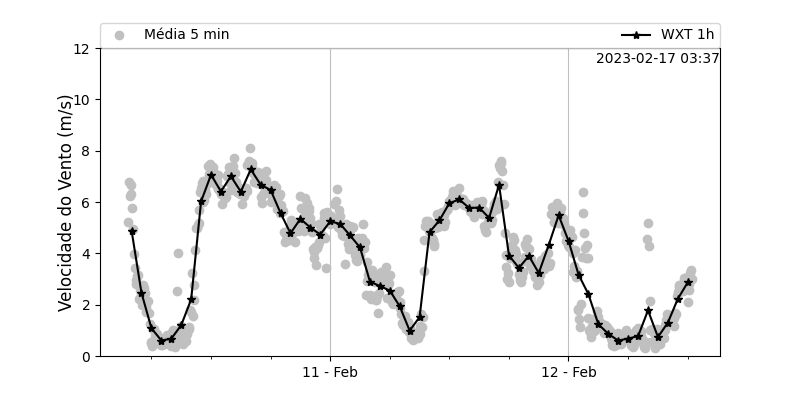 Média 5 min
WXT 1h
2023-02-17 03:37
Velocidade do Vento (m/s)
12
10
8
6
4
2
0
11 - Feb
12 - Feb